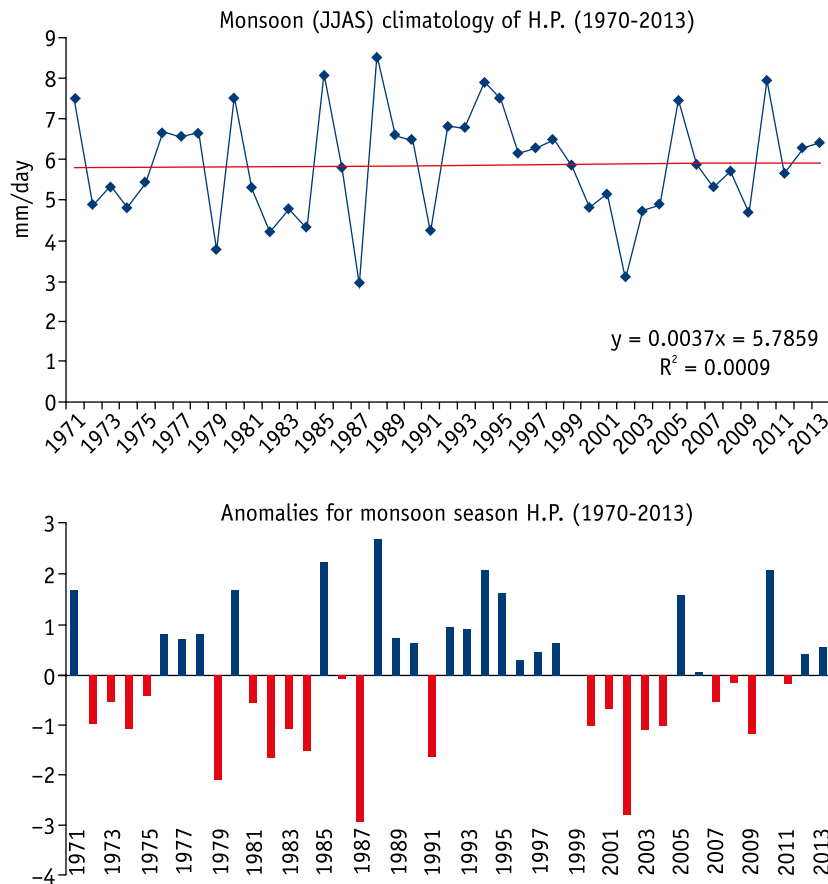 Monsoon (JJAS) climatology of H.P. (1970-2013)
9
8
7
6
5
4
3
2
1
0
mm/day
y = 0.0037x = 5.7859
R² = 0.0009
1971 1973 1975 1977 1979 1981 1983 1985 1987 1989 1991 1993 1995 1997 1999 2001 2003 2005 2007 2009 2011 2013
Anomalies for monsoon season H.P. (1970-2013)
3
2
1
0
−1
−2
−3
−4
1971 1973 1975 1977 1979 1981 1983 1985 1987 1989 1991 1993 1995 1997 1999 2001 2003 2005 2007 2009 2011 2013